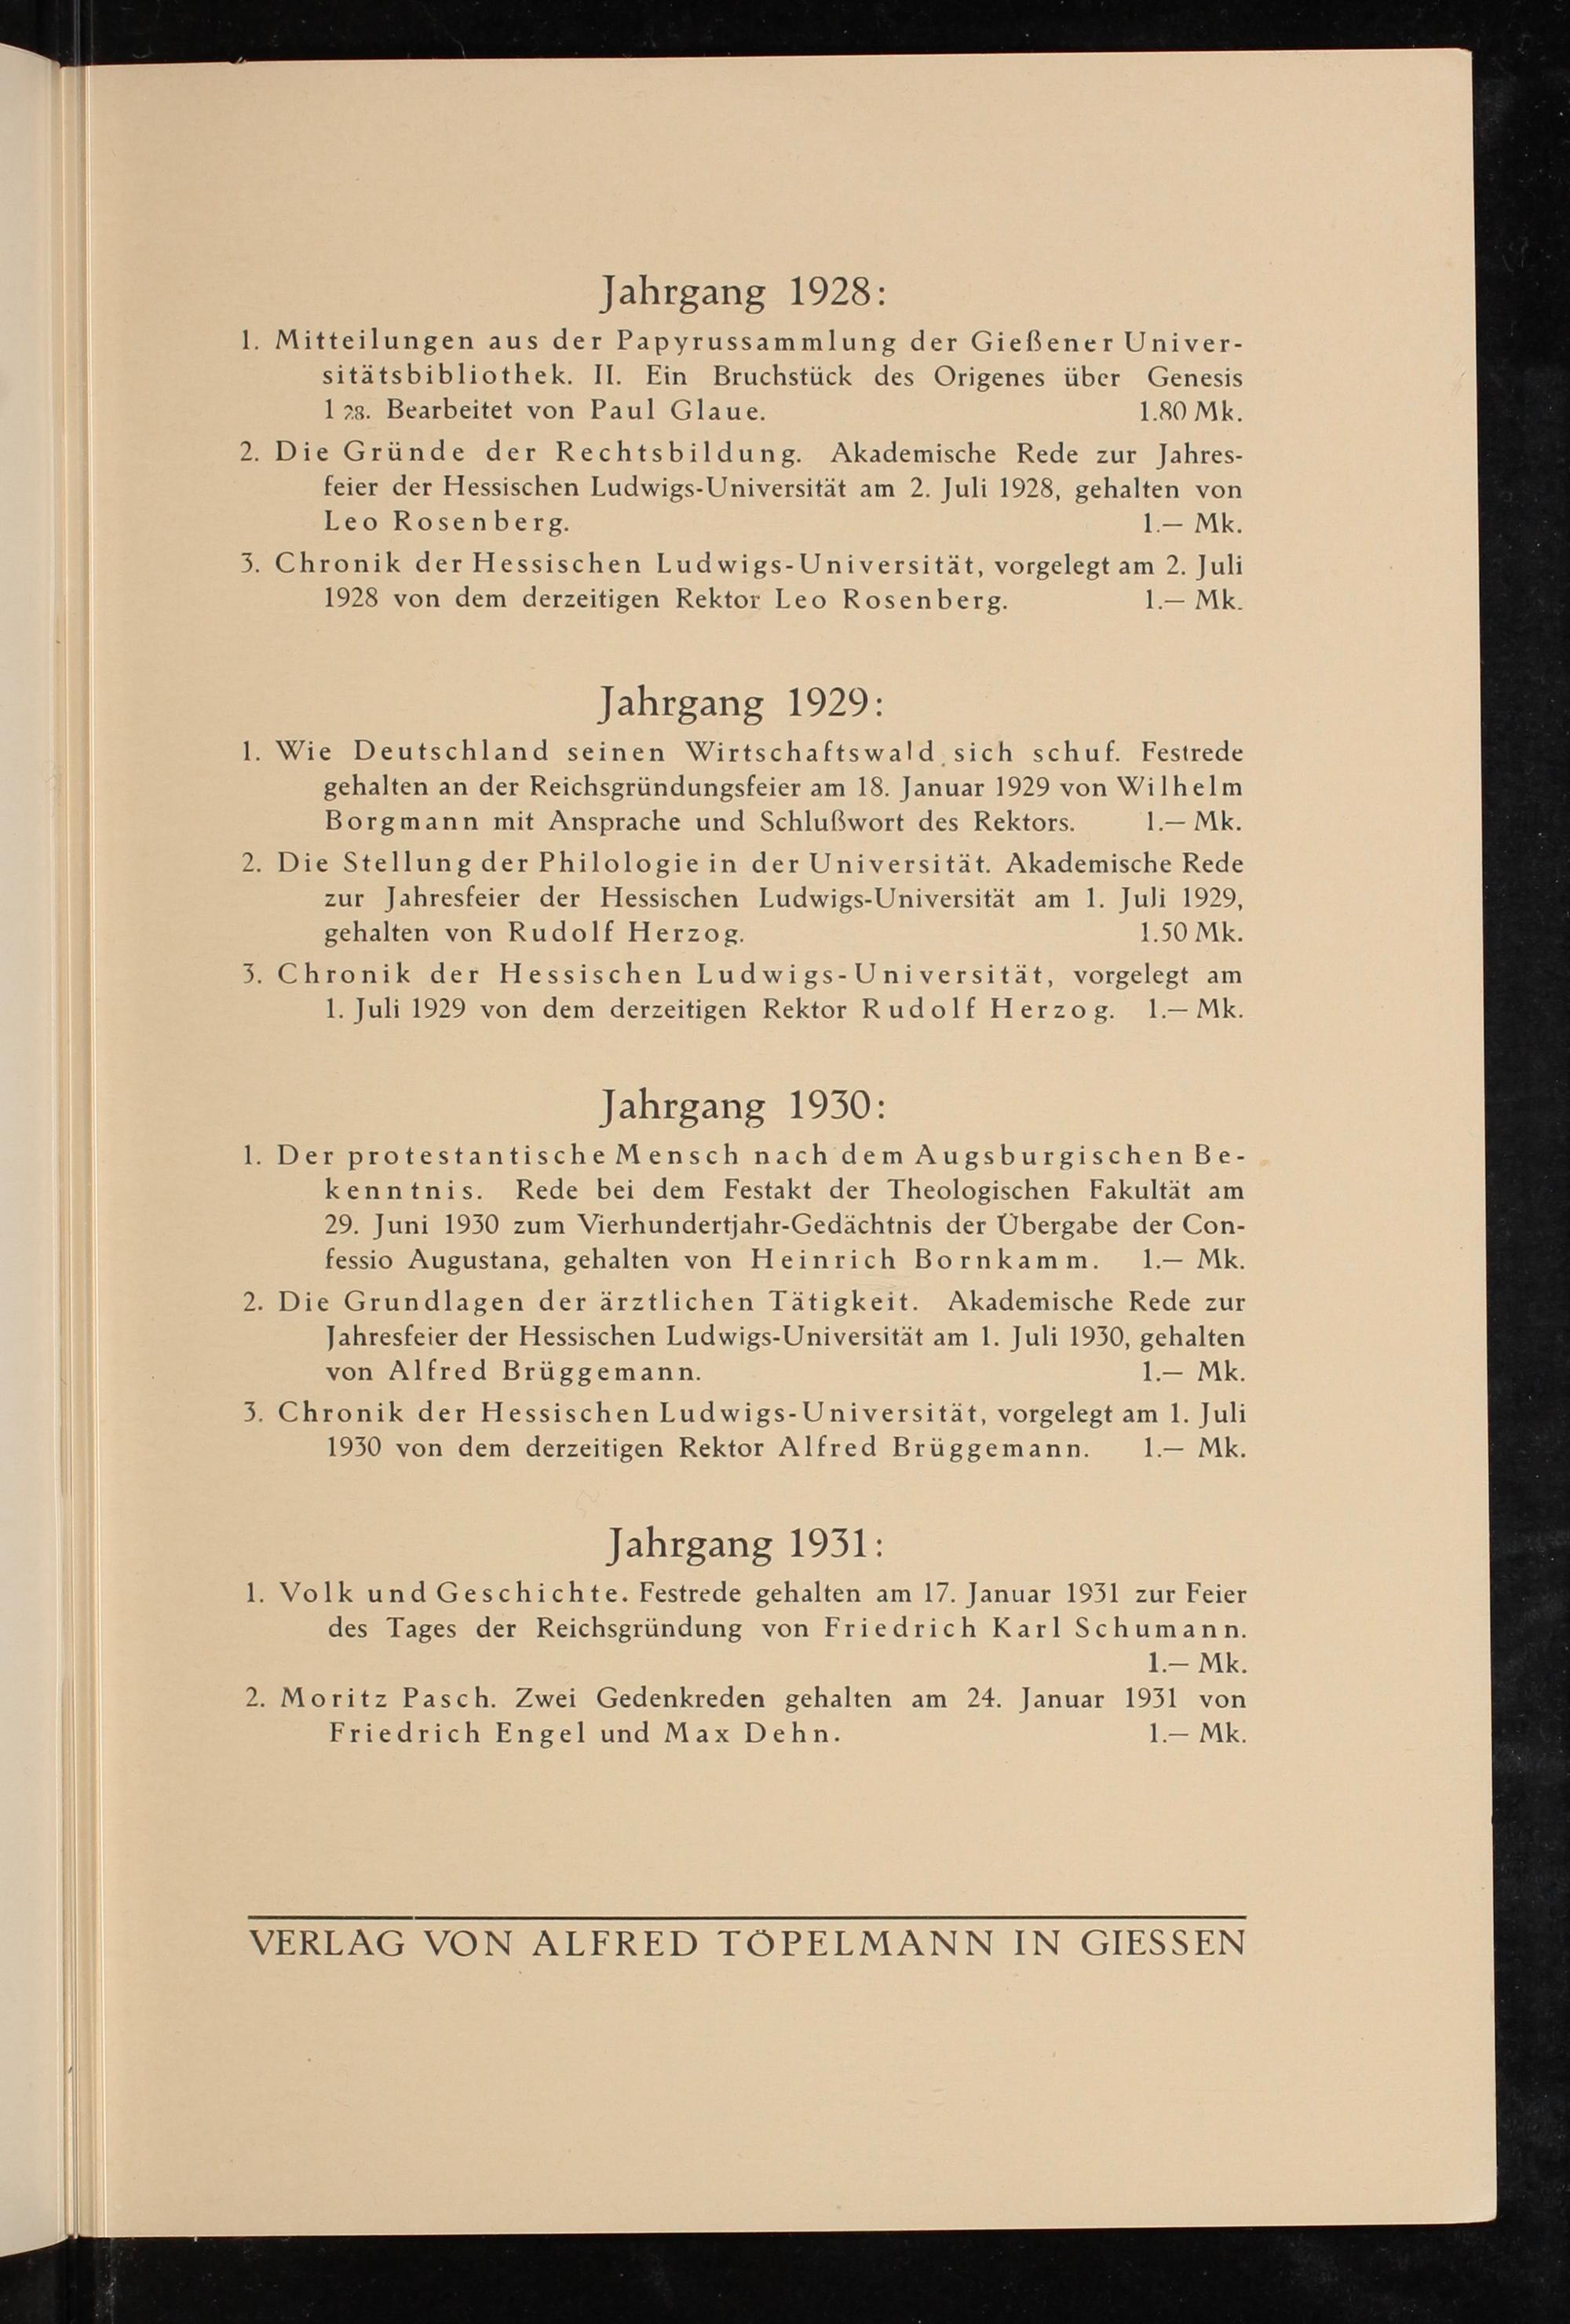 Jahrgang 1928:
1. Mitteilungen aus der Papyrussammlung der Gießener Univer-
sitätsbibliothek. II. Ein Bruchstück des Origenes über Genesis
1 28. Bearbeitet von Paul Glaue. 1.80 Mk.
2. Die Gründe der Rechtsbildung. Akademische Rede zur Jahres-
feier der Hessischen Ludwigs-Universität am 2. Juli 1928, gehalten von
Leo Rosenberg. 1.— Mk.
3. Chronik der Hessischen Ludwigs-Universität, vorgelegt am 2. Juli
1928 von dem derzeitigen Rektor Leo Rosenberg. 1.— Mk.
Jahrgang 1929:
1. Wie Deutschland seinen Wirtschaftswald sich schuf. Festrede
gehalten an der Reichsgründungsfeier am 18. Januar 1929 von Wilhelm
Borgmann mit Ansprache und Schlußwort des Rektors. 1.— Mk.
2. Die Stellung der Philologie in der Universität. Akademische Rede
zur Jahresfeier der Hessischen Ludwigs-Universität am 1. Juli 1929,
gehalten von Rudolf Herzog. 1.50 Mk.
3. Chronik der Hessischen Ludwigs-Universität, vorgelegt am
1. Juli 1929 von dem derzeitigen Rektor Rudolf Herzog. 1.— Mk.
Jahrgang 1930:
1. Der protestantische Mensch nach dem Augsburgischen Be-
kenntnis. Rede bei dem Festakt der Theologischen Fakultät am
29. Juni 1930 zum Vierhundertjahr-Gedächtnis der Übergabe der Con-
fessio Augustana, gehalten von Heinrich Bornkamm. 1.— Mk.
2. Die Grundlagen der ärztlichen Tätigkeit. Akademische Rede zur
Jahresfeier der Hessischen Ludwigs-Universität am 1. Juli 1930, gehalten
von Alfred Brüggemann. 1.— Mk.
3. Chronik der Hessischen Ludwigs-Universität, vorgelegt am 1. Juli
1930 von dem derzeitigen Rektor Alfred Brüggemann. 1.— Mk.
Jahrgang 1931:
1. Volk und Geschichte. Festrede gehalten am 17. Januar 1931 zur Feier
des Tages der Reichsgründung von Friedrich Karl Schumann.
1.— Mk.
2. Moritz Pasch. Zwei Gedenkreden gehalten am 24. Januar 1931 von
Friedrich Engel und Max Dehn. 1.— Mk.
VERLAG VON ALFRED TÖPELMANN IN GIESSEN